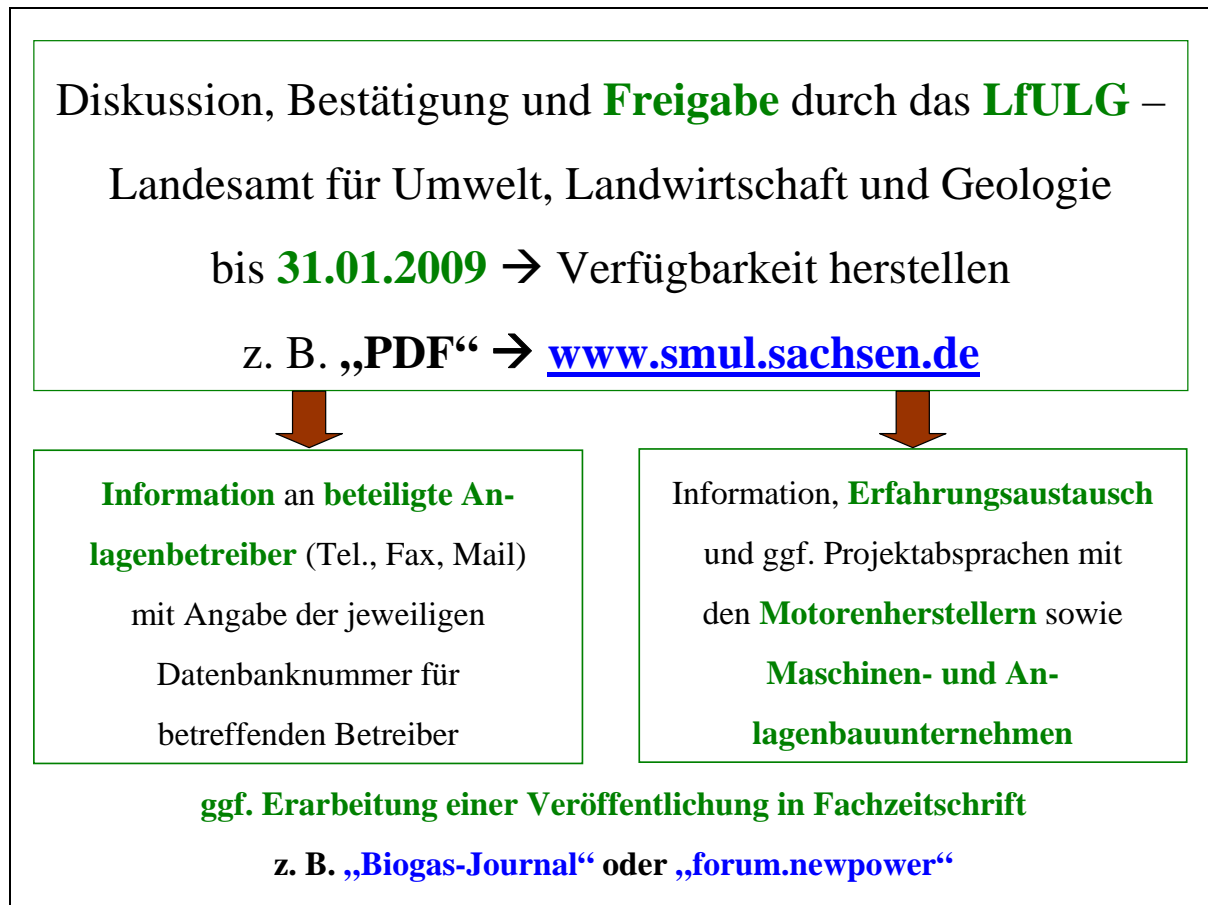 Diskussion, Bestätigung und Freigabe durch das LfULG –
Landesamt für Umwelt, Landwirtschaft und Geologie
bis 31.01.2009 → Verfügbarkeit herstellen
z. B. „PDF“ → www.smul.sachsen.de
Information an beteiligte An-
lagenbetreiber (Tel., Fax, Mail)
mit Angabe der jeweiligen
Datenbanknummer für
betreffenden Betreiber
Information, Erfahrungsaustausch
und ggf. Projektabsprachen mit
den Motorenherstellern sowie
Maschinen- und An-
lagenbauunternehmen
ggf. Erarbeitung einer Veröffentlichung in Fachzeitschrift
z. B. „Biogas-Journal“ oder „forum.newpower“